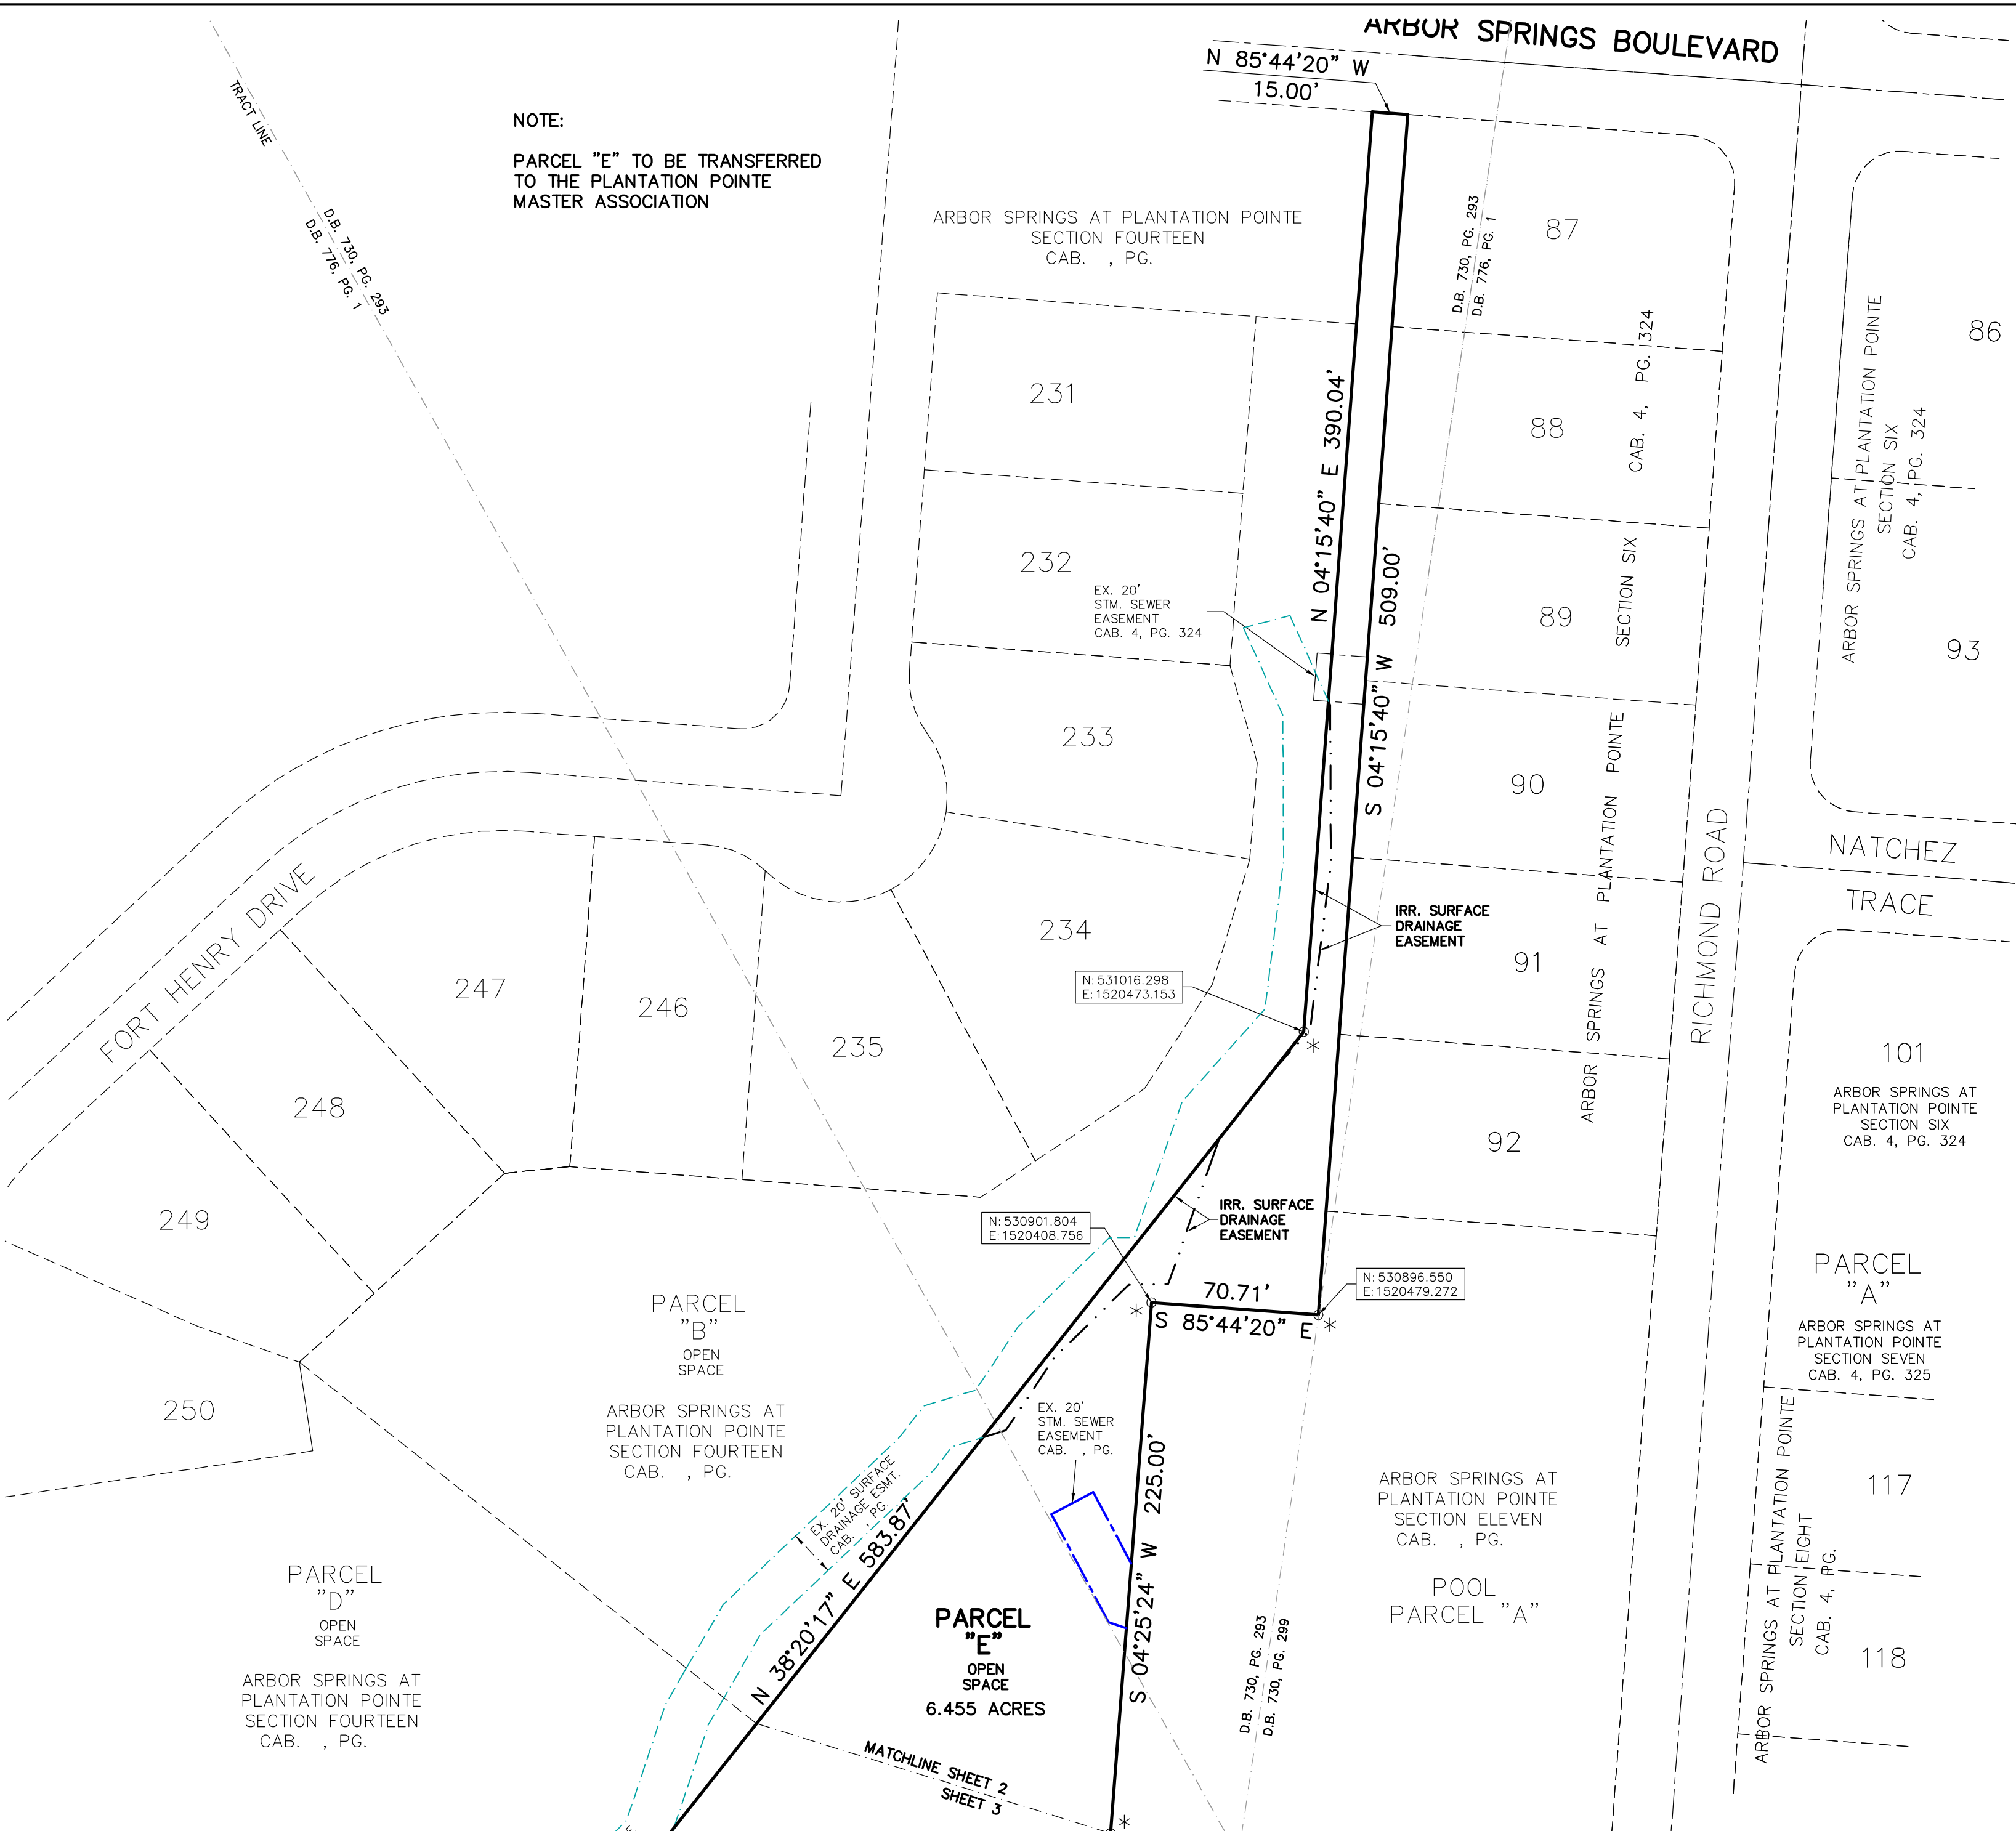 ARBOR SPRINGS BOULEVARD
N 85°44'20" W
15.00'
TRACT LINE
NOTE:
PARCEL "E" TO BE TRANSFERRED
TO THE PLANTATION POINTE
MASTER ASSOCIATION
D.B. 730, PG. 293
D.B. 776, PG. 1
ARBOR SPRINGS AT PLANTATION POINTE
SECTION FOURTEEN
CAB.   , PG.
D.B. 730, PG. 293
D.B. 776, PG. 1
87
88
89
90
91
92
CAB. 4, PG. 324
SECTION SIX
ARBOR SPRINGS AT PLANTATION POINTE
ARBOR SPRINGS AT PLANTATION POINTE
SECTION SIX
CAB. 4, PG. 324
86
93
231
232
233
234
235
246
247
248
249
250
N 04°15'40" E 390.04'
S 04°15'40" W 509.00'
EX. 20'
STM. SEWER
EASEMENT
CAB. 4, PG. 324
FORT HENRY DRIVE
RICHMOND ROAD
NATCHEZ
TRACE
IRR. SURFACE
DRAINAGE
EASEMENT
N: 531016.298
E: 1520473.153
*
101
ARBOR SPRINGS AT
PLANTATION POINTE
SECTION SIX
CAB. 4, PG. 324
IRR. SURFACE
DRAINAGE
EASEMENT
N: 530901.804
E: 1520408.756
*
70.71'
S 85°44'20" E
N: 530896.550
E: 1520479.272
*
PARCEL
"A"
ARBOR SPRINGS AT
PLANTATION POINTE
SECTION SEVEN
CAB. 4, PG. 325
PARCEL
"B"
OPEN
SPACE
ARBOR SPRINGS AT
PLANTATION POINTE
SECTION FOURTEEN
CAB.   , PG.
EX. 20'
STM. SEWER
EASEMENT
CAB.   , PG.
EX. 20' SURFACE
DRAINAGE ESMT.
CAB.   , PG.
N 38°20'17" E 583.87'
S 04°25'24" W 225.00'
ARBOR SPRINGS AT
PLANTATION POINTE
SECTION ELEVEN
CAB.   , PG.
POOL
PARCEL "A"
117
118
ARBOR SPRINGS AT PLANTATION POINTE
SECTION EIGHT
CAB. 4, PG.
PARCEL
"D"
OPEN
SPACE
ARBOR SPRINGS AT
PLANTATION POINTE
SECTION FOURTEEN
CAB.   , PG.
PARCEL
"E"
OPEN
SPACE
6.455 ACRES
D.B. 730, PG. 293
D.B. 730, PG. 299
MATCHLINE SHEET 2
SHEET 3
*